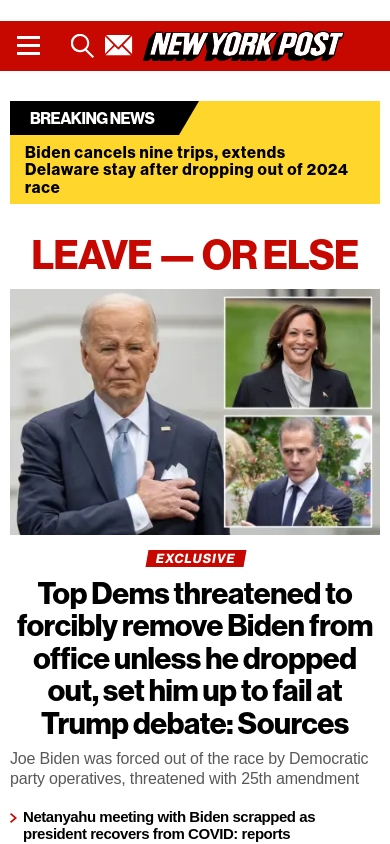 NEW YORK POST
BREAKING NEWS
Biden cancels nine trips, extends
Delaware stay after dropping out of 2024
race
LEAVE — OR ELSE
EXCLUSIVE
Top Dems threatened to
forcibly remove Biden from
office unless he dropped
out, set him up to fail at
Trump debate: Sources
Joe Biden was forced out of the race by Democratic
party operatives, threatened with 25th amendment
Netanyahu meeting with Biden scrapped as
president recovers from COVID: reports